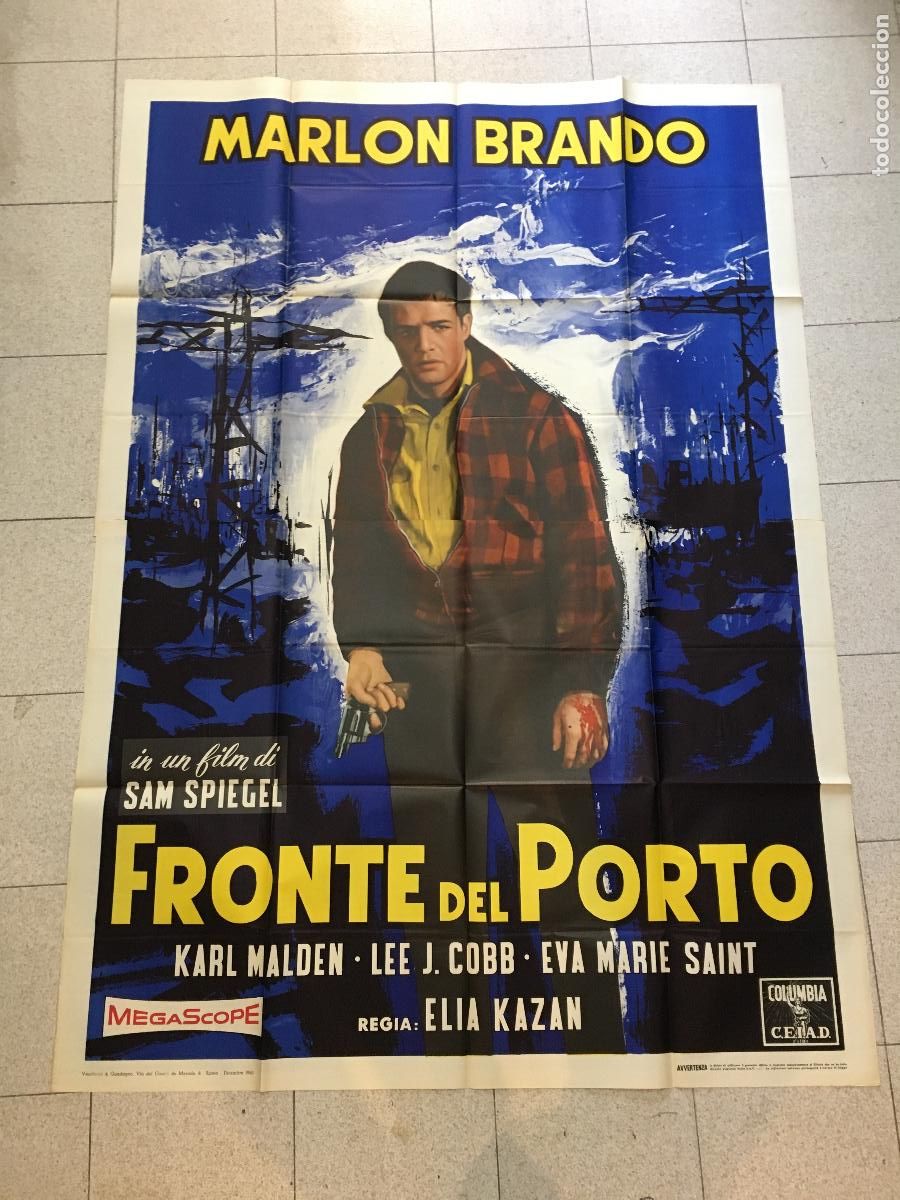 MARLON BRANDO
in un film di
SAM SPIEGEL
FRONTE DEL PORTO
KARL MALDEN · LEE J. COBB · EVA MARIE SAINT
MEGASCOPE
REGIA: ELIA KAZAN
COLUMBIA
C.E.I.A.D.
AVVERTENZA
todocoleccion